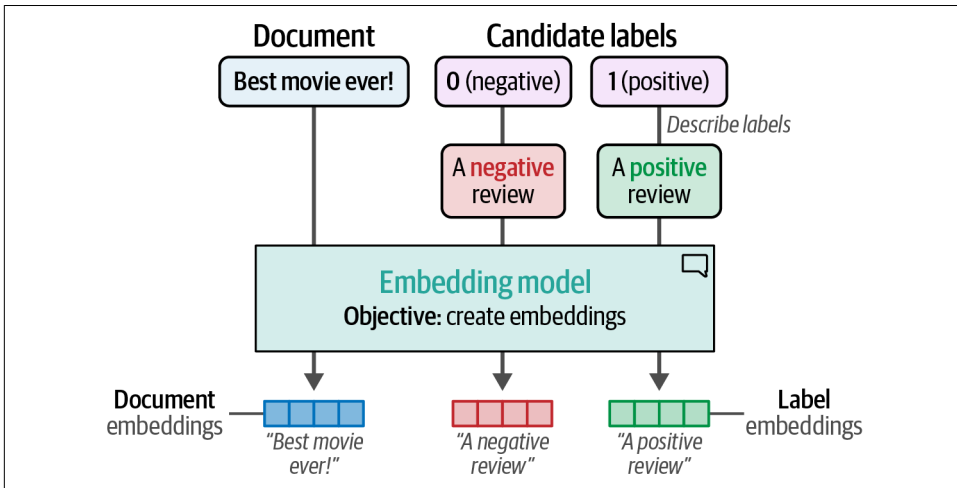 Document
Candidate labels
Best movie ever!
0 (negative)
1 (positive)
Describe labels
A negative
review
A positive
review
Embedding model
Objective: create embeddings
Document
embeddings
"Best movie
ever!"
"A negative
review"
"A positive
review"
Label
embeddings